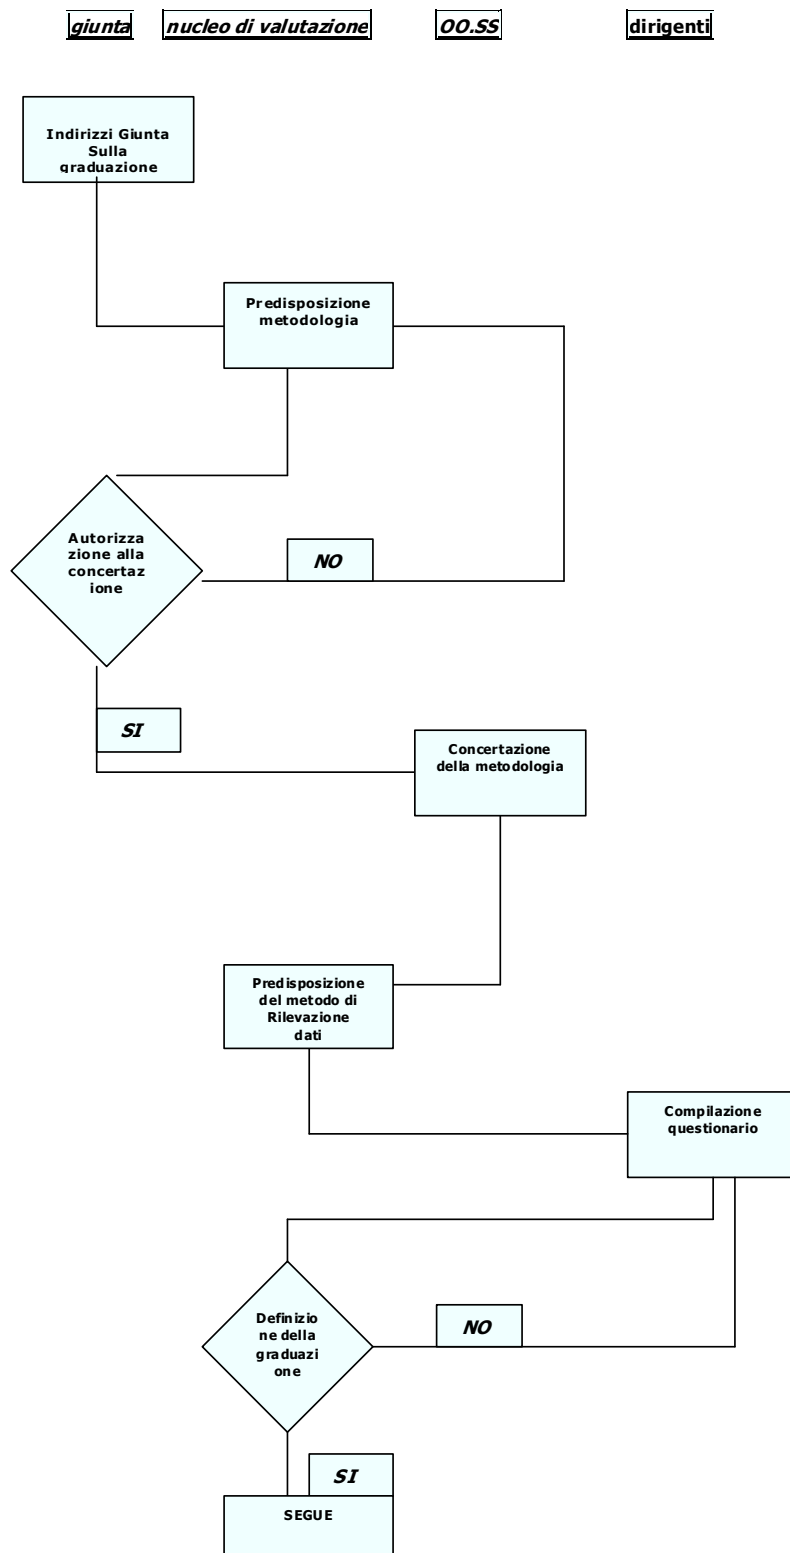 giunta nucleo di valutazione OO.SS dirigenti
Indirizzi Giunta
Sulla
graduazione
Predisposizione
metodologia
Autorizza
zione alla
concertaz
ione
NO
SI
Concertazione
della metodologia
Predisposizione
del metodo di
Rilevazione
dati
Compilazione
questionario
Definizio
ne della
graduazi
one
NO
SI
SEGUE